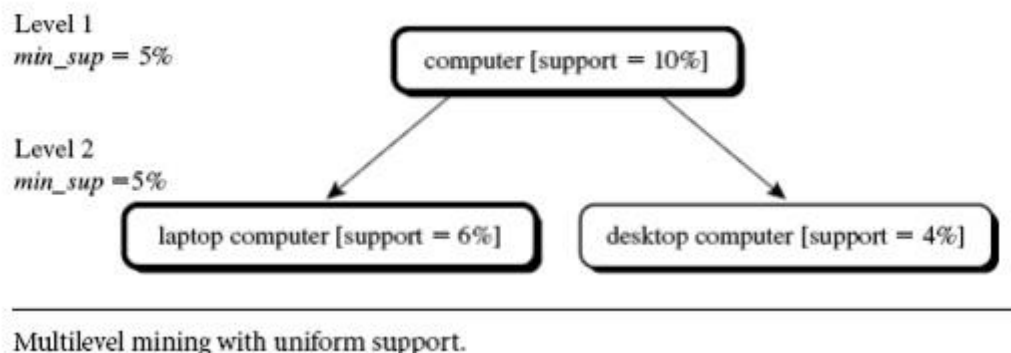 Level 1
min_sup = 5%
computer [support = 10%]
Level 2
min_sup =5%
laptop computer [support = 6%]
desktop computer [support = 4%]
Multilevel mining with uniform support.